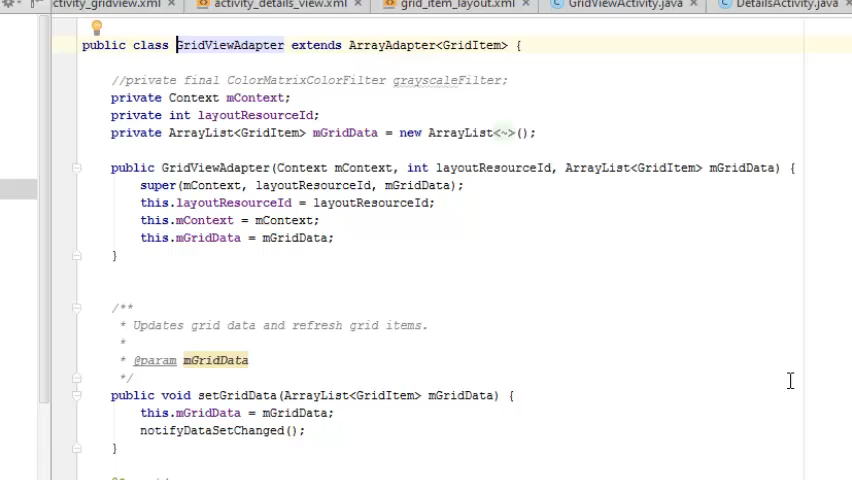 ctivity_gridview.xml
activity_details_view.xml
grid_item_layout.xml
GridViewActivity.java
DetailsActivity.java
public class GridViewAdapter extends ArrayAdapter<GridItem> {
//private final ColorMatrixColorFilter grayscaleFilter;
private Context mContext;
private int layoutResourceId;
private ArrayList<GridItem> mGridData = new ArrayList<~>();
public GridViewAdapter(Context mContext, int layoutResourceId, ArrayList<GridItem> mGridData) {
super(mContext, layoutResourceId, mGridData);
this.layoutResourceId = layoutResourceId;
this.mContext = mContext;
this.mGridData = mGridData;
}
/**
* Updates grid data and refresh grid items.
*
* @param mGridData
*/
public void setGridData(ArrayList<GridItem> mGridData) {
this.mGridData = mGridData;
notifyDataSetChanged();
}